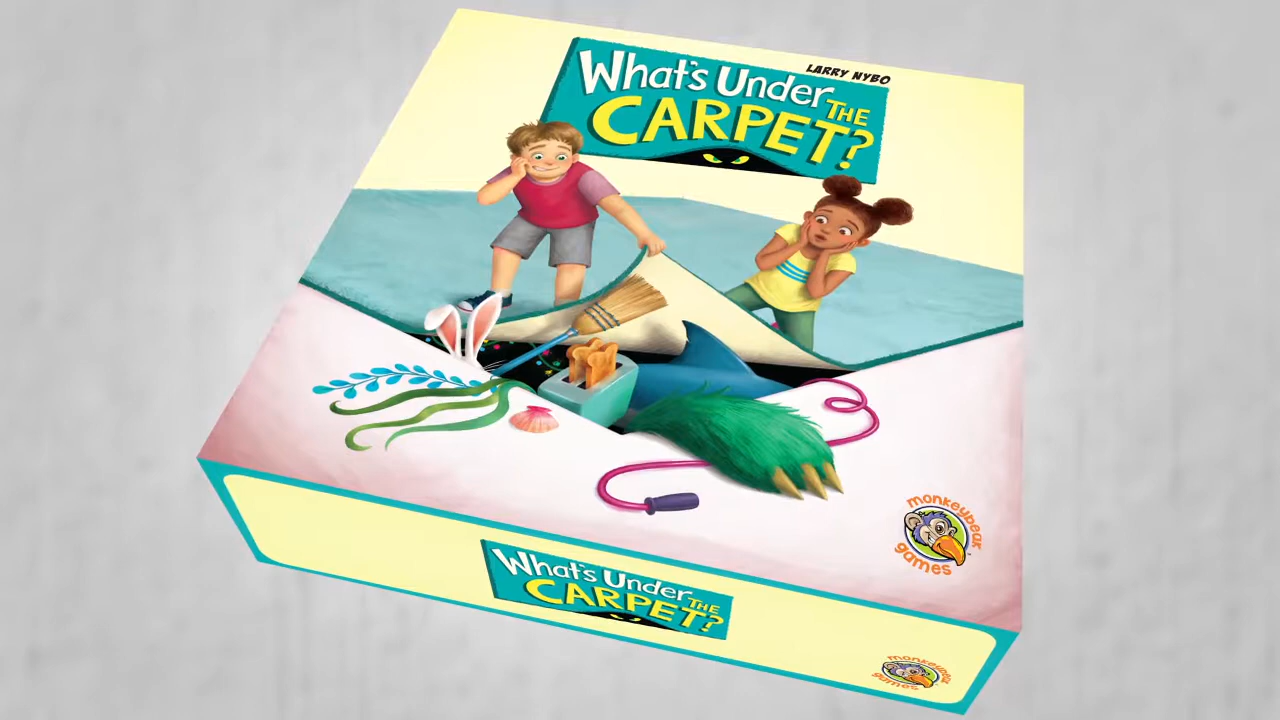 LARRY NYBO
What's Under THE
CARPET?
monkeybeak
games
What's Under THE
CARPET?
monkeybeak
games